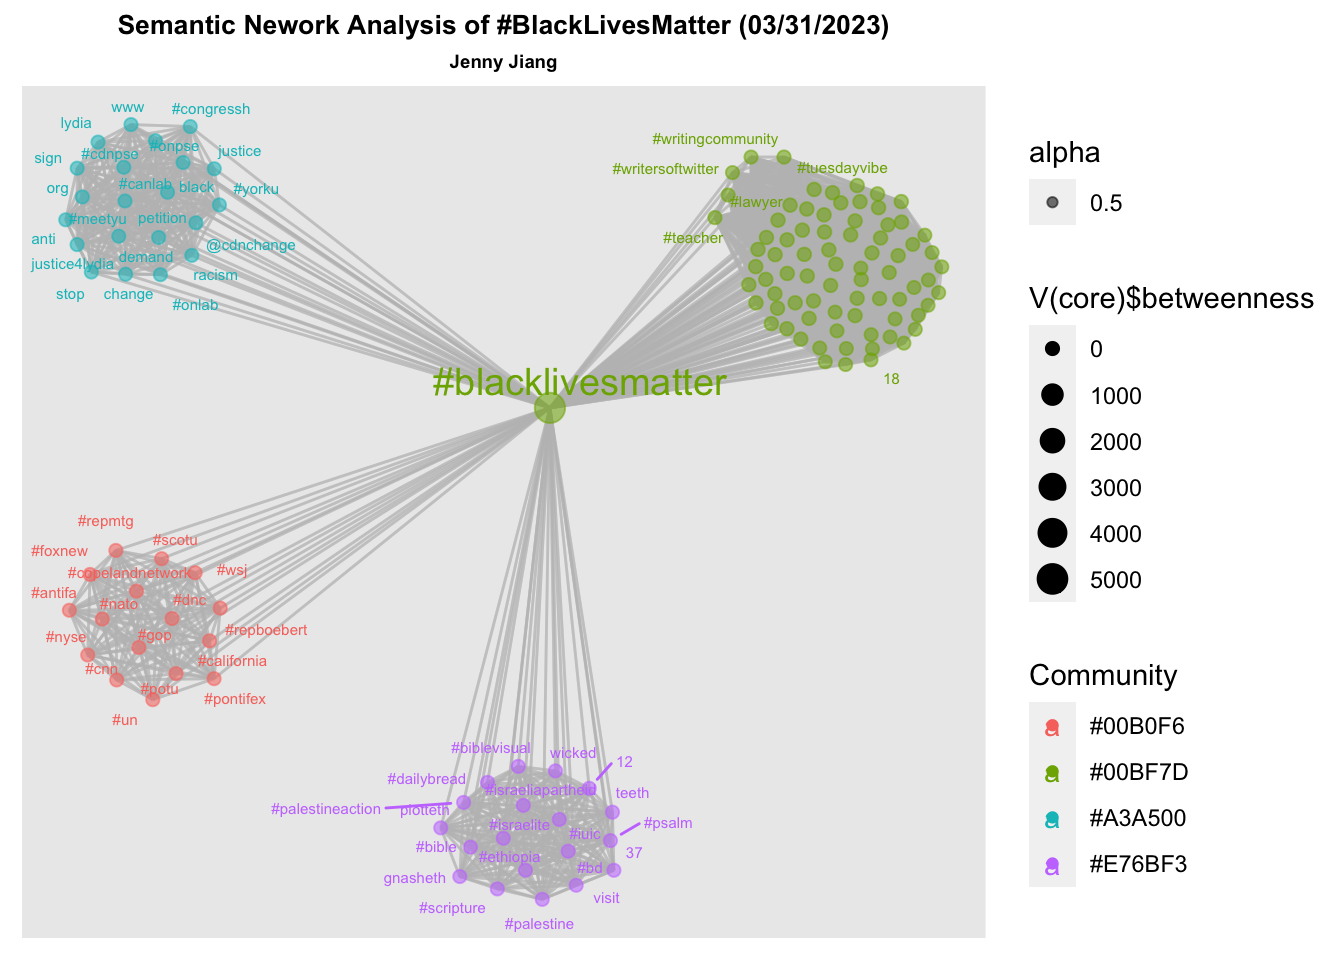 Semantic Nework Analysis of #BlackLivesMatter (03/31/2023)
Jenny Jiang
www
#congressh
lydia
sign
#cdnpse
#onpse
justice
org
#canlab
black
#yorku
#meetyu
petition
anti
@cdnchange
justice4lydia
demand
racism
stop
change
#onlab
#writingcommunity
#writersoftwitter
#tuesdayvibe
#lawyer
#teacher
18
#blacklivesmatter
#repmtg
#foxnew
#scotu
#copelandnetwork
#wsj
#antifa
#nato
#dnc
#nyse
#gop
#repboebert
#cnn
#california
#potu
#pontifex
#un
#biblevisual
wicked
12
#dailybread
#israeliapartheid
teeth
#palestineaction
plotteth
#israelite
#iuic
#psalm
#bible
#ethiopia
37
gnasheth
#bd
#scripture
visit
#palestine
alpha
0.5
V(core)$betweenness
0
1000
2000
3000
4000
5000
Community
a #00B0F6
a #00BF7D
a #A3A500
a #E76BF3